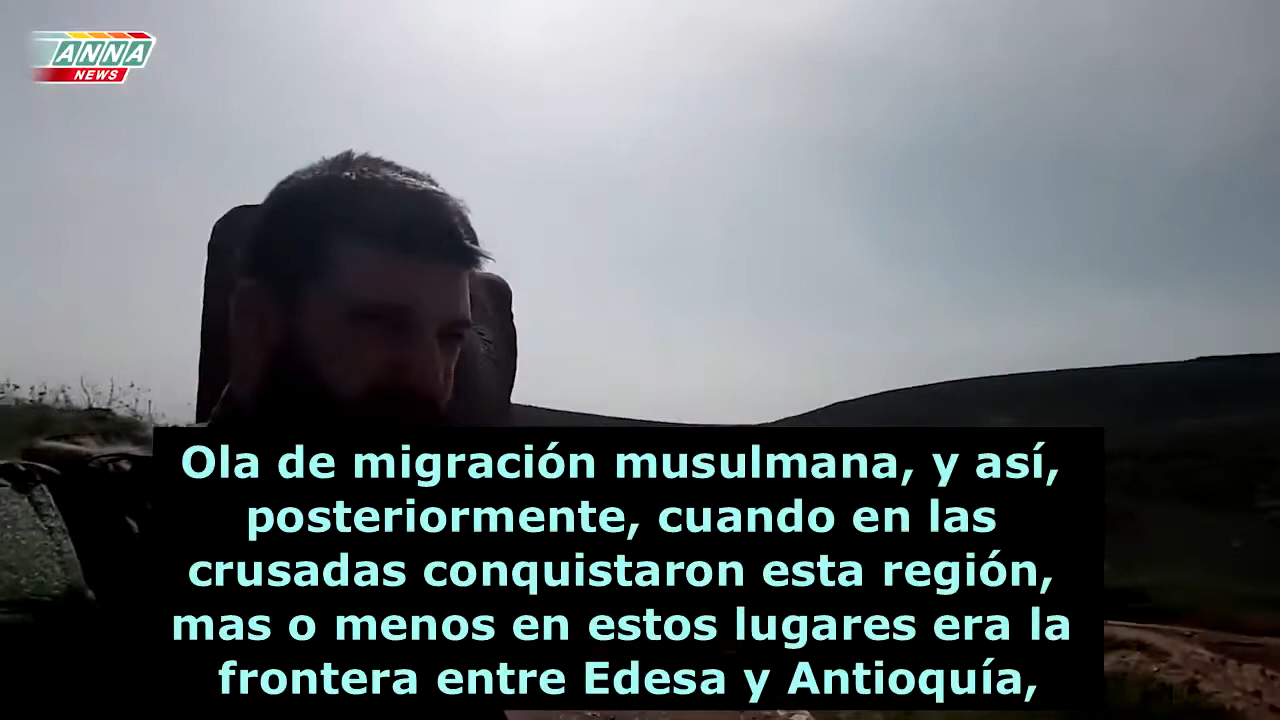 ANNA
NEWS
Ola de migración musulmana, y así,
posteriormente, cuando en las
crusadas conquistaron esta región,
mas o menos en estos lugares era la
frontera entre Edesa y Antioquía,